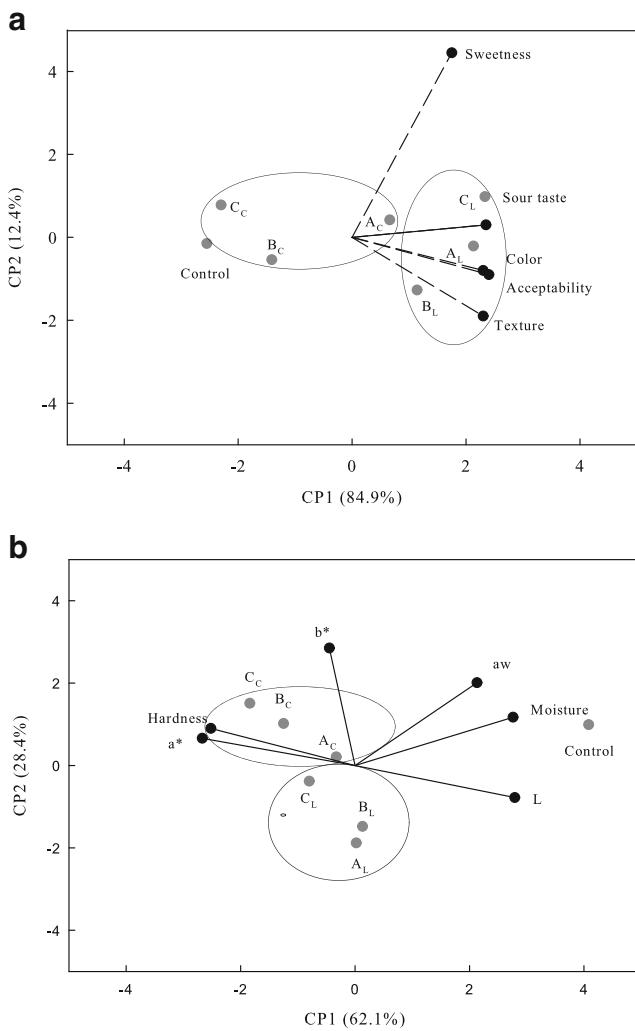 a
4
2
0
-2
-4
CP2 (12.4%)
Sweetness
C_C
A_C
C_L
Sour taste
Control
B_C
A_L
Color
B_L
Acceptability
Texture
-4 -2 0 2 4
CP1 (84.9%)
b
4
2
0
-2
-4
CP2 (28.4%)
b*
aw
C_C
B_C
Hardness
Moisture
a*
A_C
Control
C_L
B_L
L
A_L
-4 -2 0 2 4
CP1 (62.1%)